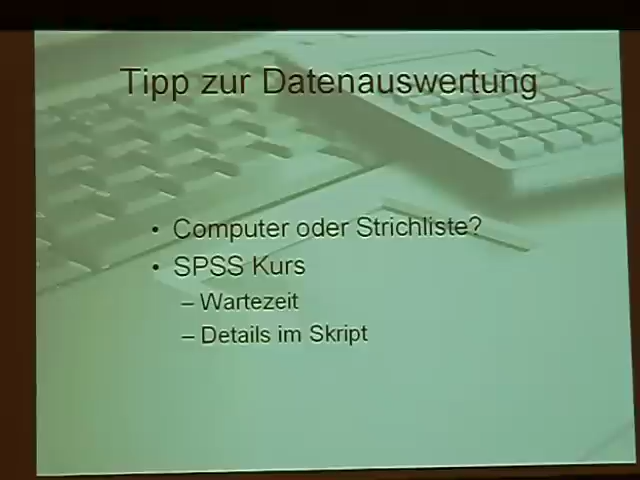 Tipp zur Datenauswertung
• Computer oder Strichliste?
• SPSS Kurs
– Wartezeit
– Details im Skript